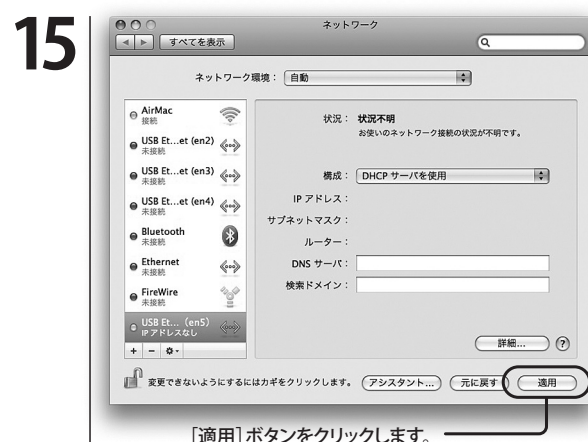 15
ネットワーク
すべてを表示
ネットワーク環境： 自動
AirMac
接続
USB Et...et (en2)
未接続
USB Et...et (en3)
未接続
USB Et...et (en4)
未接続
Bluetooth
未接続
Ethernet
未接続
FireWire
未接続
USB Et... (en5)
IP アドレスなし
状況： 状況不明
お使いのネットワーク接続の状況が不明です。
構成： DHCP サーバを使用
IP アドレス：
サブネットマスク：
ルーター：
DNS サーバ：
検索ドメイン：
詳細... ?
変更できないようにするにはカギをクリックします。 アシスタント... 元に戻す 適用
［適用］ボタンをクリックします。